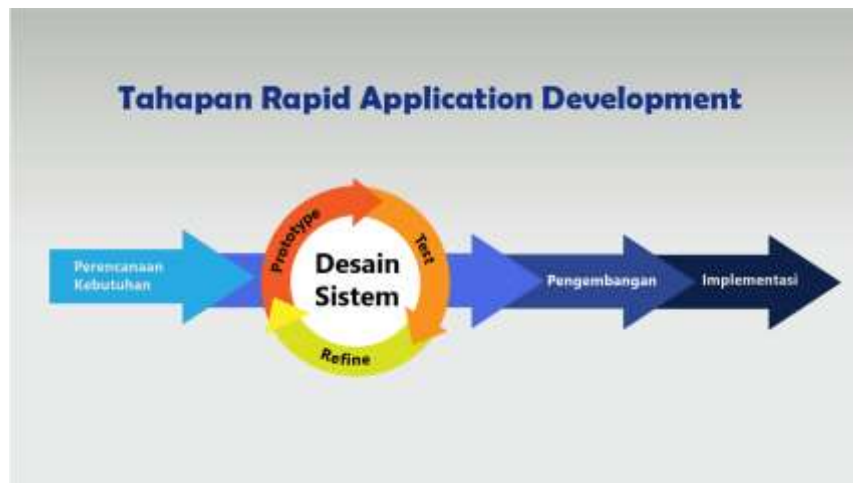 Tahapan Rapid Application Development
Perencanaan
Kebutuhan
Prototype
Test
Refine
Desain
Sistem
Pengembangan
Implementasi